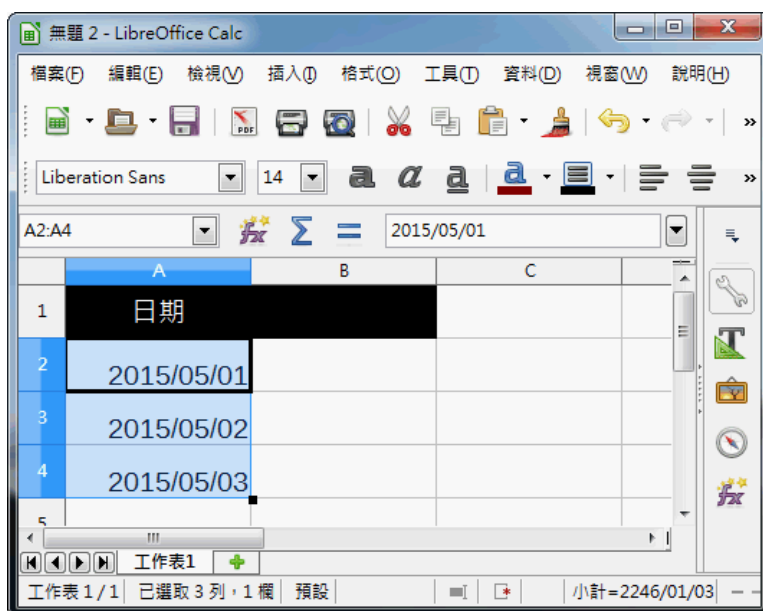 無題 2 - LibreOffice Calc
檔案(F) 編輯(E) 檢視(V) 插入(I) 格式(O) 工具(T) 資料(D) 視窗(W) 說明(H)
PDF
»
Liberation Sans 14 a a a a »
A2:A4 fx Σ = 2015/05/01
A B C
1 日期
2 2015/05/01
3 2015/05/02
4 2015/05/03
5
工作表1
工作表 1 / 1 已選取 3 列，1 欄 預設 小計=2246/01/03